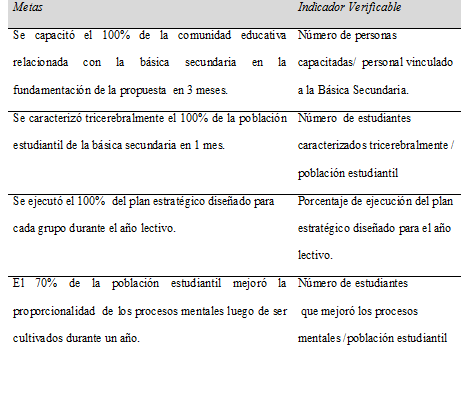 Metas Indicador Verificable
Se capacitó el 100% de la comunidad educativa Número de personas
relacionada con la básica secundaria en la capacitadas/ personal vinculado
fundamentación de la propuesta en 3 meses. a la Básica Secundaria.
Se caracterizó tricerebralmente el 100% de la población Número de estudiantes
estudiantil de la básica secundaria en 1 mes. caracterizados tricerebralmente /
población estudiantil
Se ejecutó el 100% del plan estratégico diseñado para Porcentaje de ejecución del plan
cada grupo durante el año lectivo. estratégico diseñado para el año
lectivo.
El 70% de la población estudiantil mejoró la Número de estudiantes
proporcionalidad de los procesos mentales luego de ser que mejoró los procesos
cultivados durante un año. mentales /población estudiantil